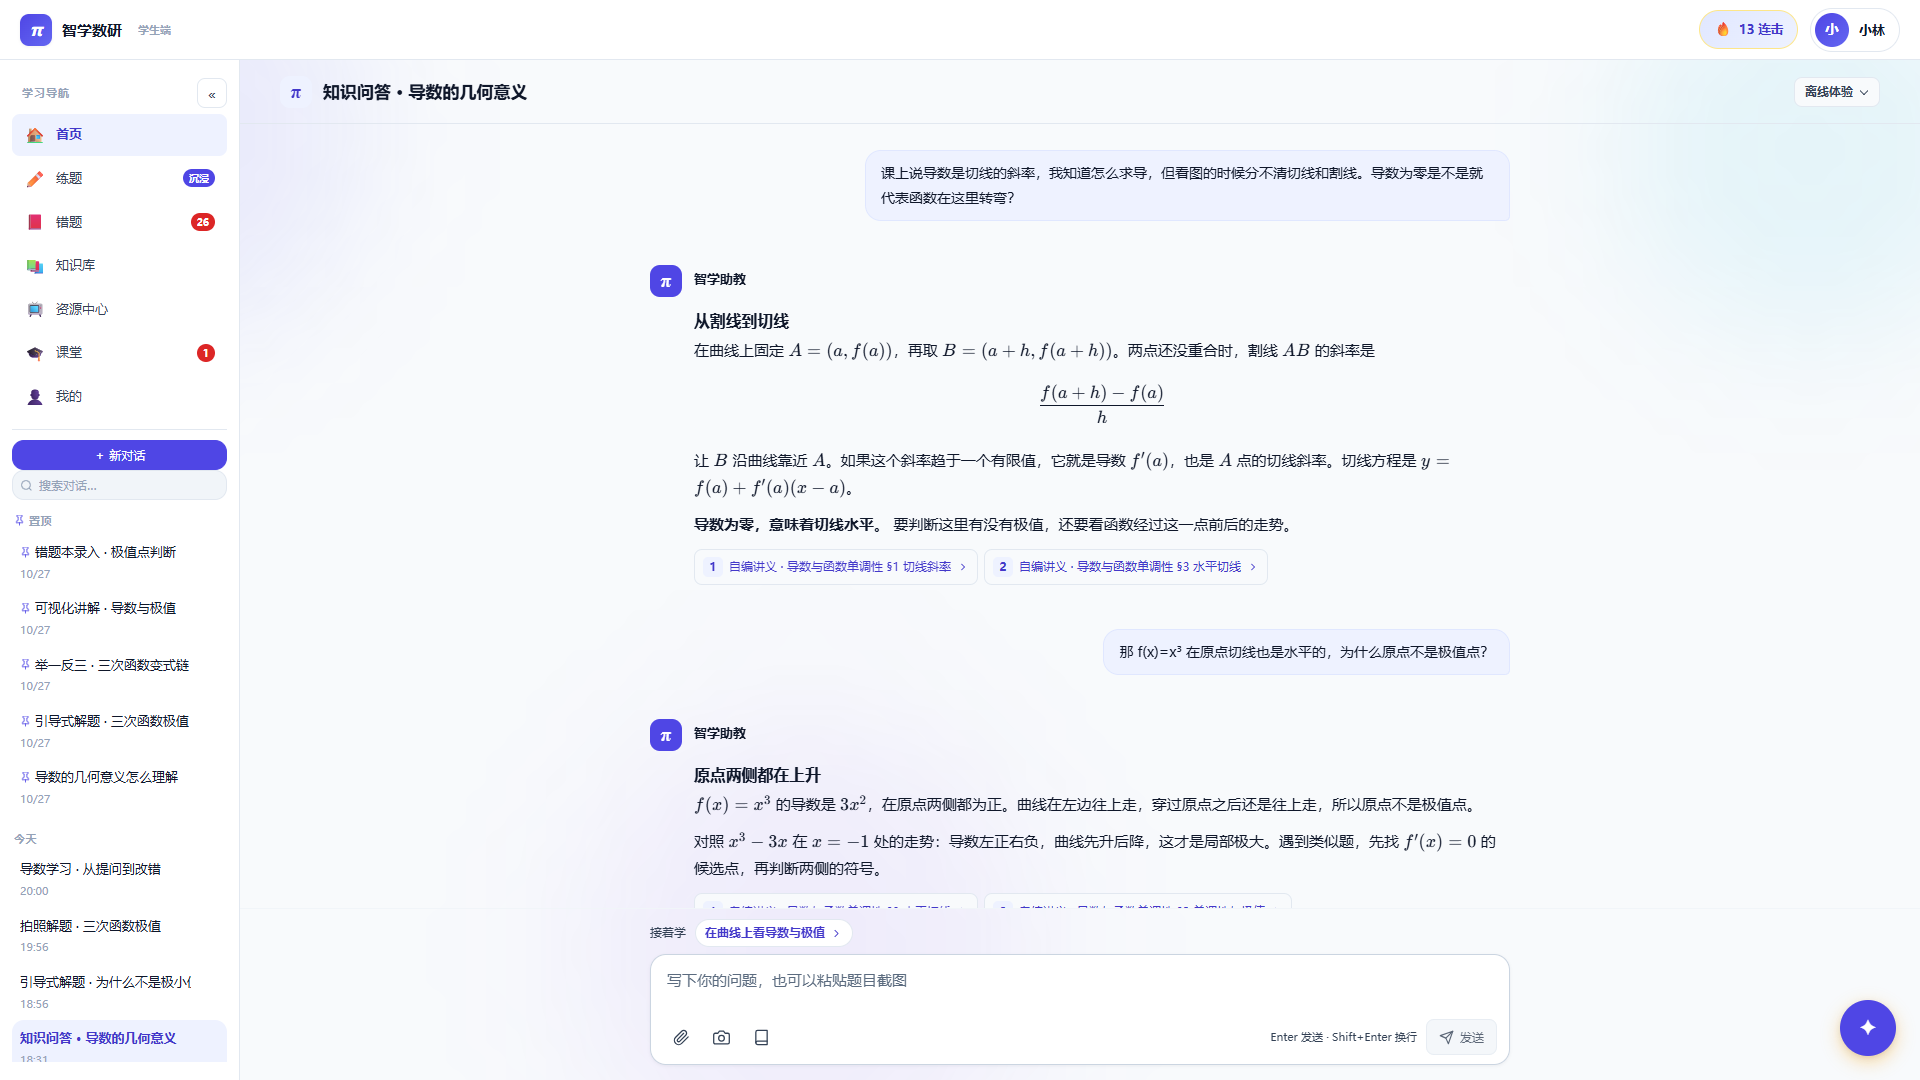 π 智学数研 学生端
13 连击
小 小林
学习导航
«
首页
练题 沉浸
错题 26
知识库
资源中心
课堂 1
我的
+ 新对话
搜索对话...
置顶
错题本录入 · 极值点判断
10/27
可视化讲解 · 导数与极值
10/27
举一反三 · 三次函数变式链
10/27
引导式解题 · 三次函数极值
10/27
导数的几何意义怎么理解
10/27
今天
导数学习 · 从提问到改错
20:00
拍照解题 · 三次函数极值
19:56
引导式解题 · 为什么不是极小
18:56
知识问答 • 导数的几何意义
18:31
π 知识问答 • 导数的几何意义
离线体验
课上说导数是切线的斜率，我知道怎么求导，但看图的时候分不清切线和割线。导数为零是不是就
代表函数在这里转弯？
π 智学助教
从割线到切线
在曲线上固定 A = (a, f(a))，再取 B = (a + h, f(a + h))。两点还没重合时，割线 AB 的斜率是
f(a + h) − f(a)
h
让 B 沿曲线靠近 A。如果这个斜率趋于一个有限值，它就是导数 f′(a)，也是 A 点的切线斜率。切线方程是 y =
f(a) + f′(a)(x − a)。
导数为零，意味着切线水平。 要判断这里有没有极值，还要看函数经过这一点前后的走势。
1 自编讲义 · 导数与函数单调性 §1 切线斜率 ›
2 自编讲义 · 导数与函数单调性 §3 水平切线 ›
那 f(x)=x³ 在原点切线也是水平的，为什么原点不是极值点？
π 智学助教
原点两侧都在上升
f(x) = x³ 的导数是 3x²，在原点两侧都为正。曲线在左边往上走，穿过原点之后还是往上走，所以原点不是极值点。
对照 x³ − 3x 在 x = −1 处的走势：导数左正右负，曲线先升后降，这才是局部极大。遇到类似题，先找 f′(x) = 0 的
候选点，再判断两侧的符号。
接着学 在曲线上看导数与极值 ›
写下你的问题，也可以粘贴题目截图
Enter 发送 · Shift+Enter 换行
发送